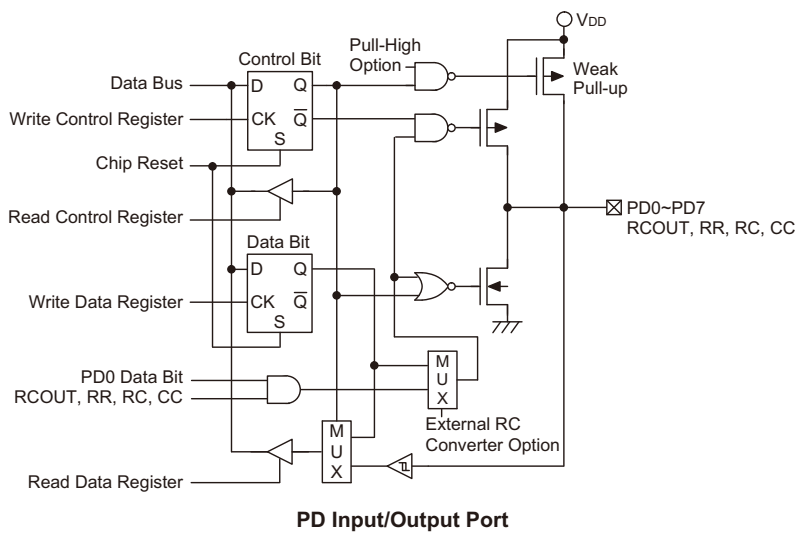 VDD
Pull-High
Option
Weak
Pull-up
Control Bit
Data Bus
D
Q
Write Control Register
CK
Q
S
Chip Reset
Read Control Register
PD0~PD7
RCOUT, RR, RC, CC
Data Bit
D
Q
Write Data Register
CK
Q
S
PD0 Data Bit
RCOUT, RR, RC, CC
M
U
X
External RC
Converter Option
M
U
X
Read Data Register
PD Input/Output Port